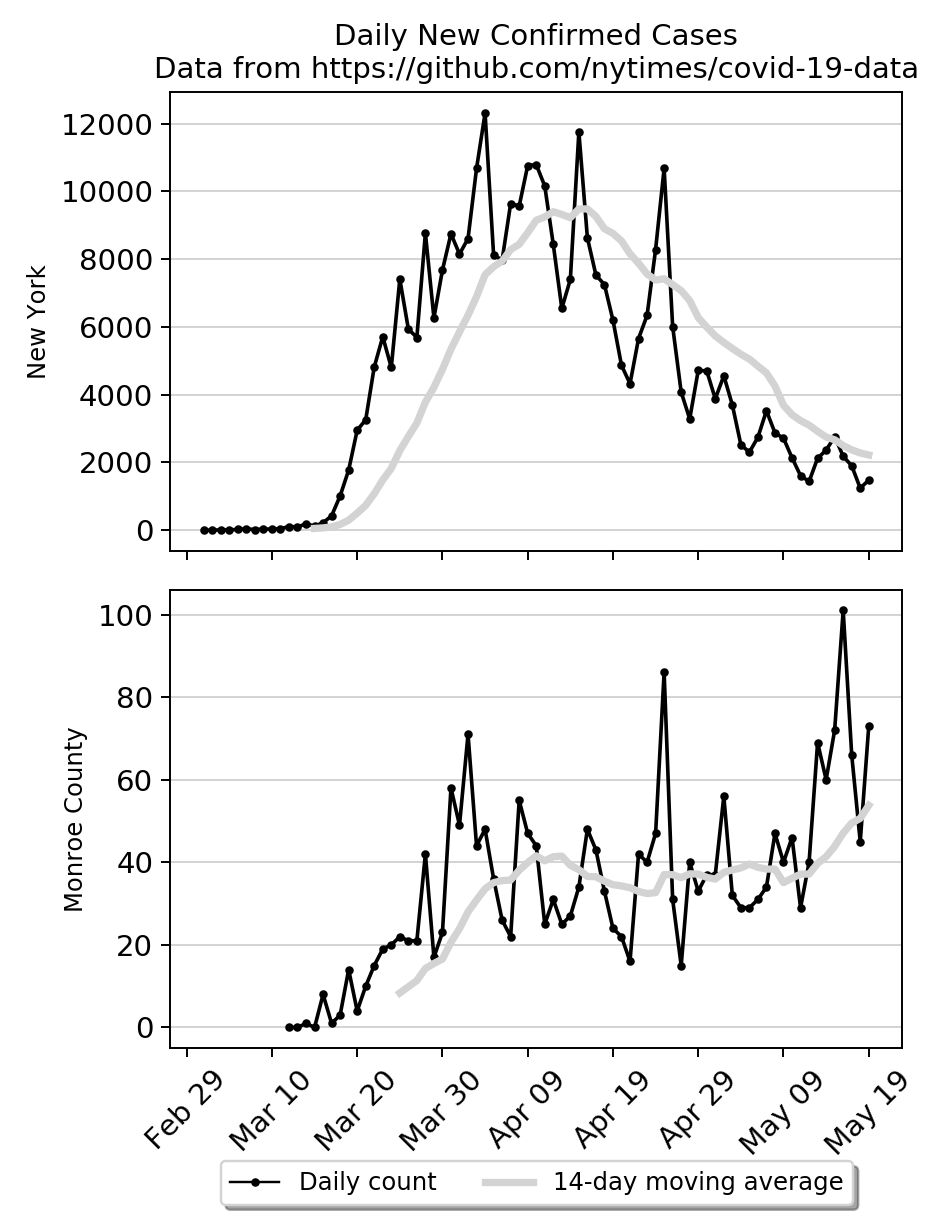 Daily New Confirmed Cases
Data from https://github.com/nytimes/covid-19-data
New York
12000
10000
8000
6000
4000
2000
0
Monroe County
100
80
60
40
20
0
Feb 29
Mar 10
Mar 20
Mar 30
Apr 09
Apr 19
Apr 29
May 09
May 19
Daily count
14-day moving average